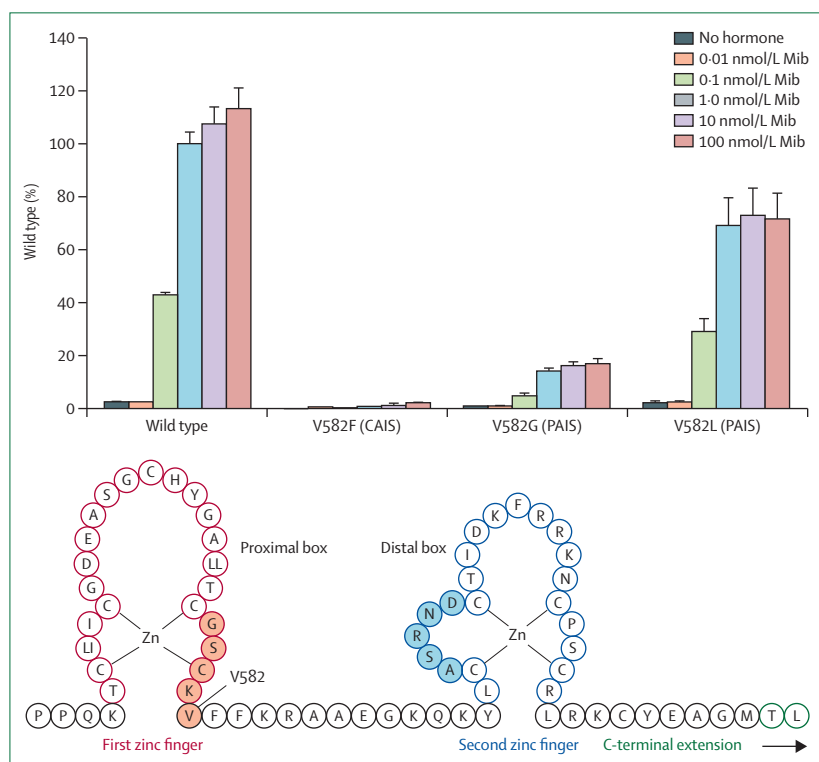 140
120
100
80
60
40
20
0
Wild type (%)
No hormone
0·01 nmol/L Mib
0·1 nmol/L Mib
1·0 nmol/L Mib
10 nmol/L Mib
100 nmol/L Mib
Wild type
V582F (CAIS)
V582G (PAIS)
V582L (PAIS)
Proximal box
Distal box
P P Q K T C I L I C G D E A S G C H Y G A L L T C G S C K V F F K R A A E G K Q K Y L C A S R N D C T I D K F R R K N C P S C R L R K C Y E A G M T L
Zn
Zn
V582
First zinc finger
Second zinc finger
C-terminal extension